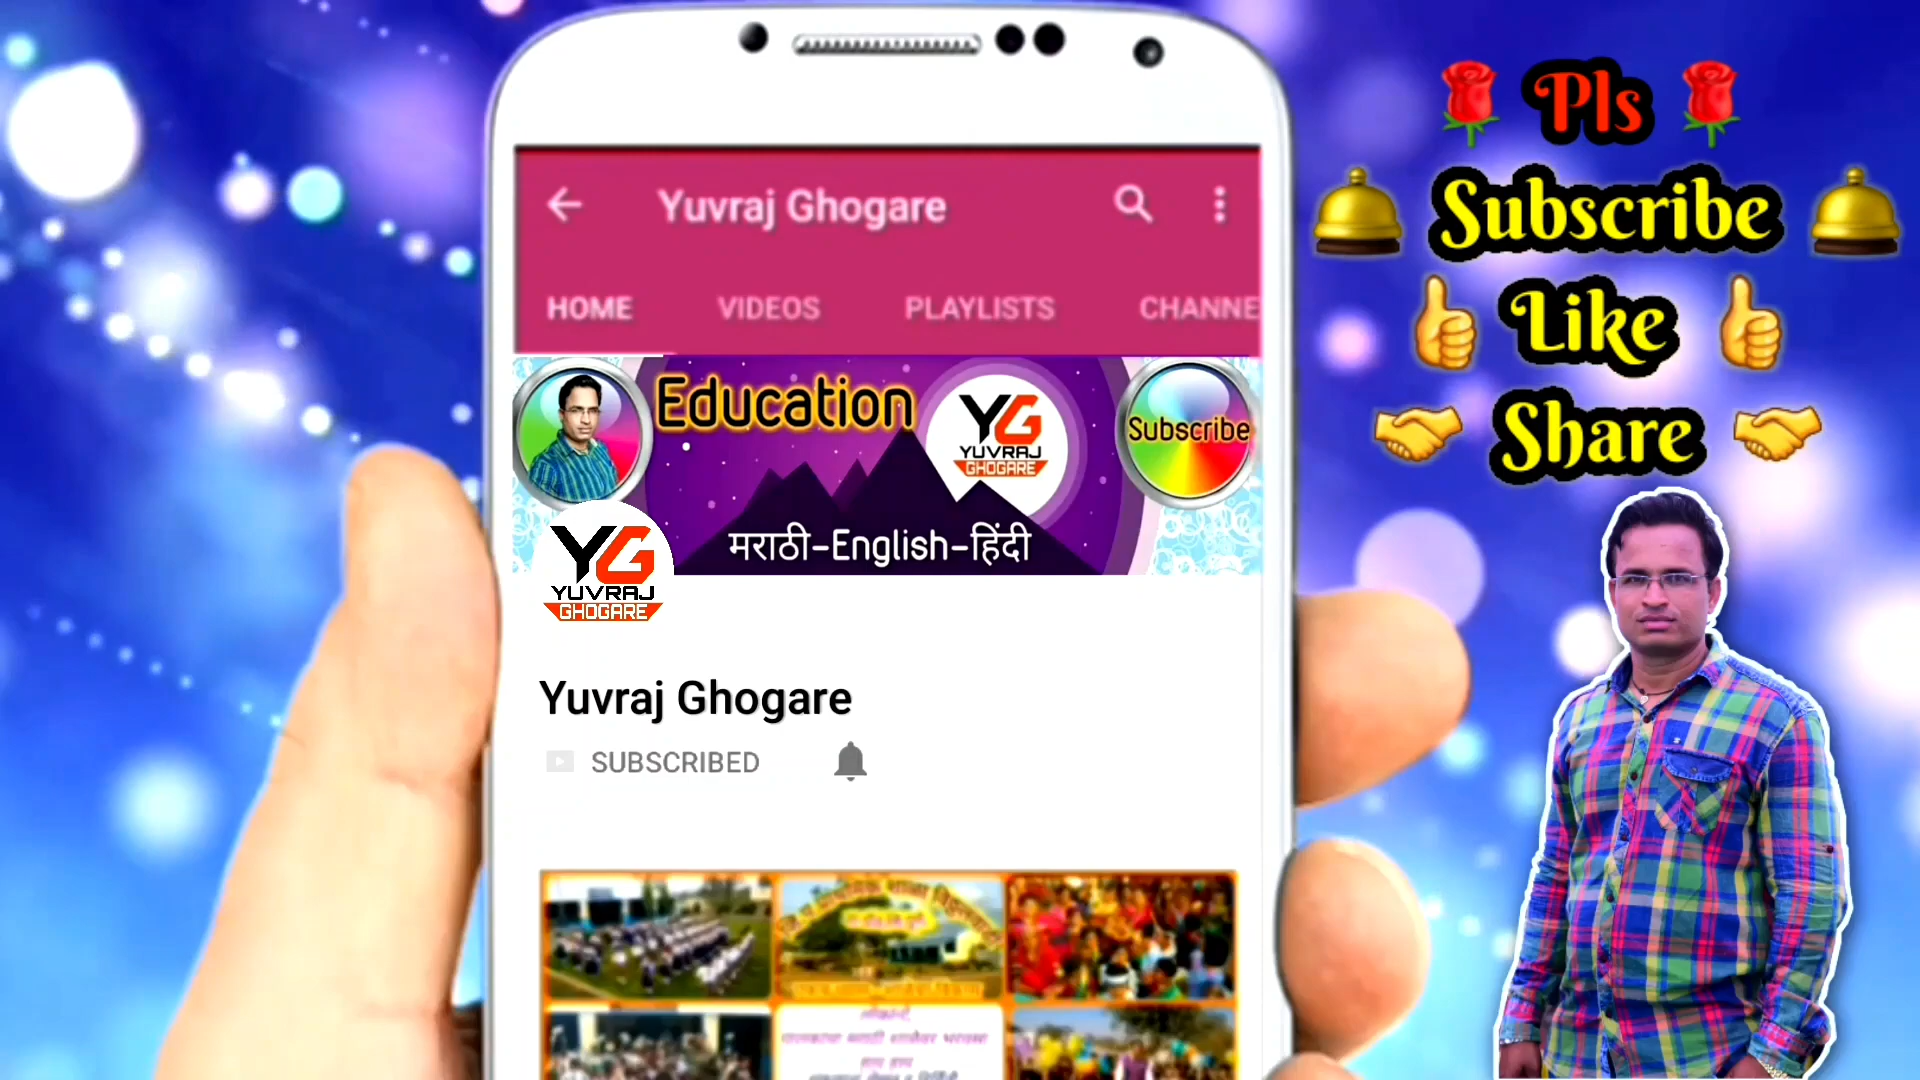 Pls
Subscribe
Like
Share
Yuvraj Ghogare
HOME VIDEOS PLAYLISTS CHANNE
Education
YG
YUVRAJ
GHOGARE
Subscribe
मराठी-English-हिंदी
YG
YUVRAJ
GHOGARE
Yuvraj Ghogare
SUBSCRIBED